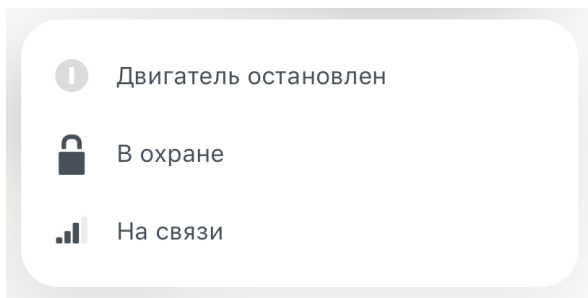 Двигатель остановлен
В охране
На связи